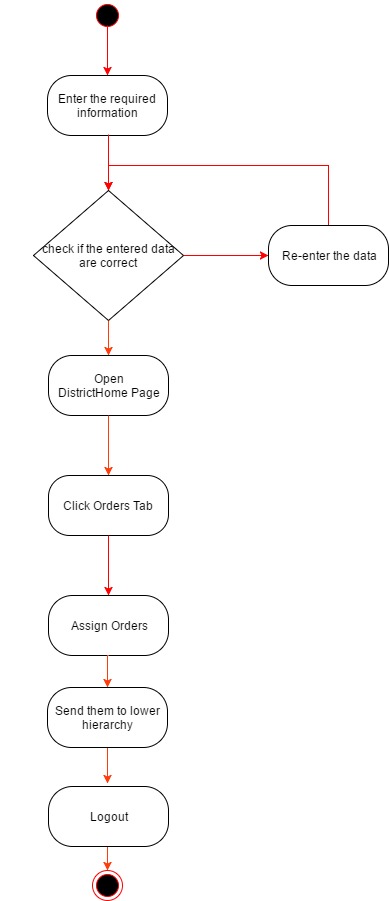 Enter the required
information
check if the entered data
are correct
Re-enter the data
Open
DistrictHome Page
Click Orders Tab
Assign Orders
Send them to lower
hierarchy
Logout